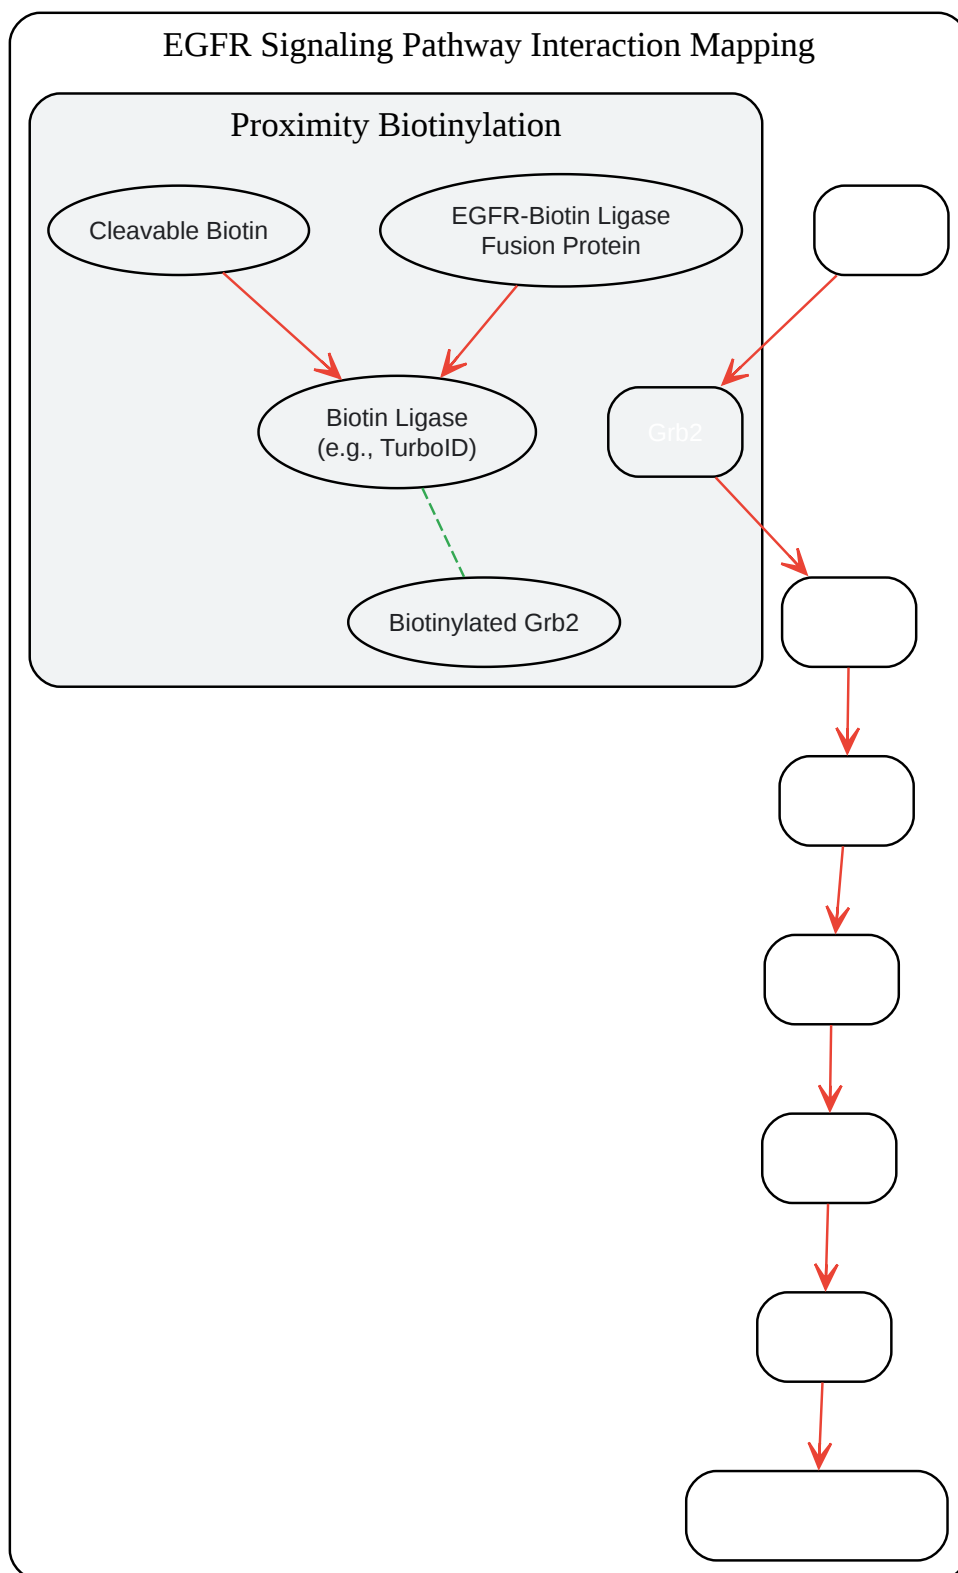 EGFR Signaling Pathway Interaction Mapping
Proximity Biotinylation
Cleavable Biotin
EGFR-Biotin Ligase
Fusion Protein
Biotin Ligase
(e.g., TurboID)
Grb2
Biotinylated Grb2